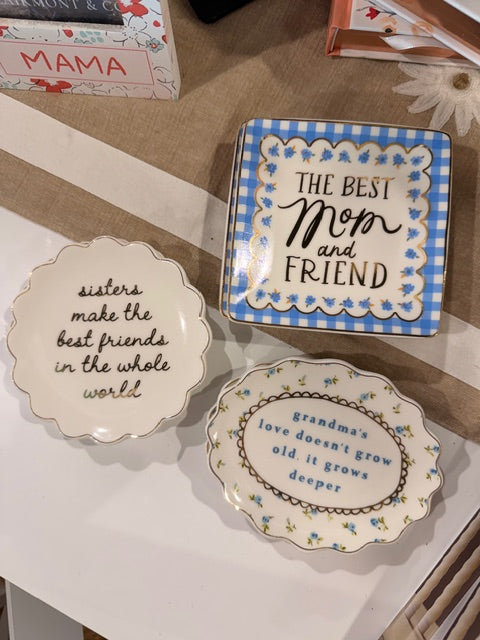 MAMA
THE BEST
Mom
and
FRIEND
sisters
make the
best friends
in the whole
world
grandma's
love doesn't grow
old, it grows
deeper